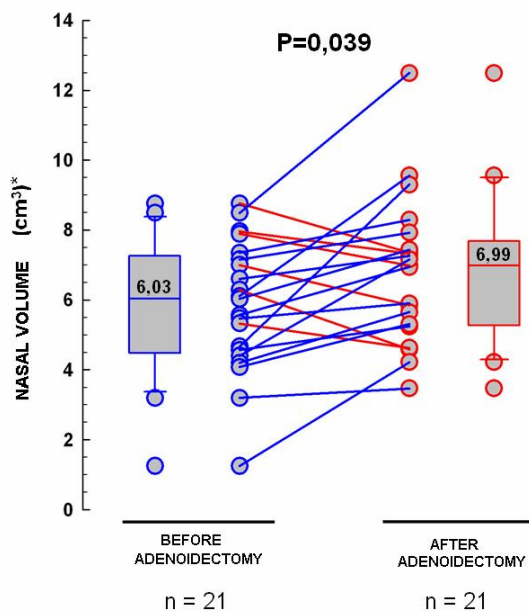 P=0,039
14
12
10
8
6
4
2
0
NASAL VOLUME (cm³)*
6,03
6,99
BEFORE
ADENOIDECTOMY
AFTER
ADENOIDECTOMY
n = 21
n = 21